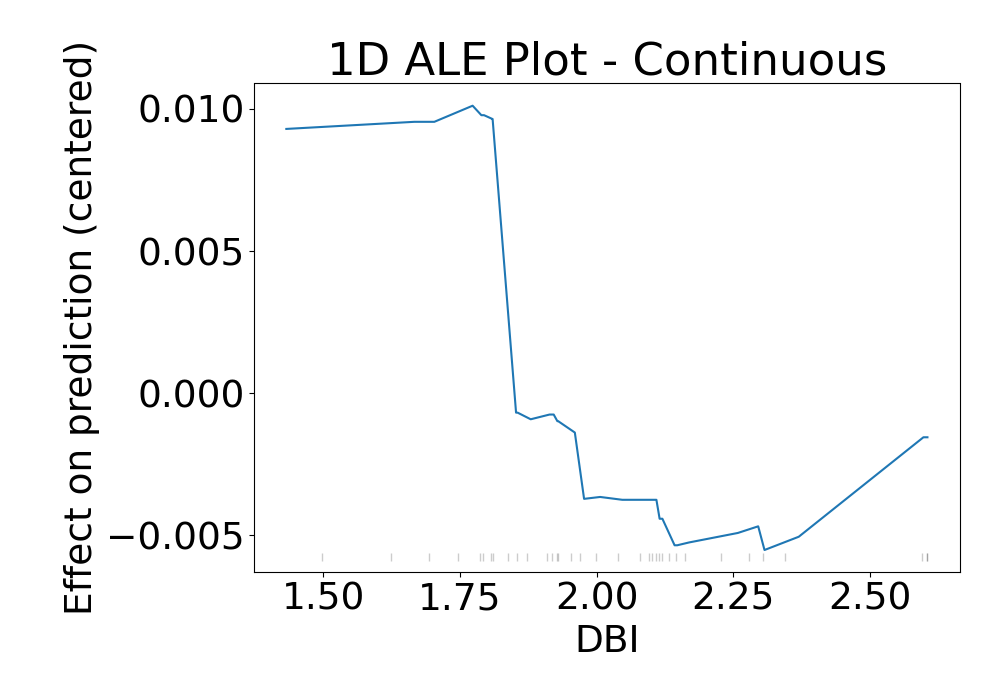 1D ALE Plot - Continuous
Effect on prediction (centered)
0.010
0.005
0.000
−0.005
1.50 1.75 2.00 2.25 2.50
DBI